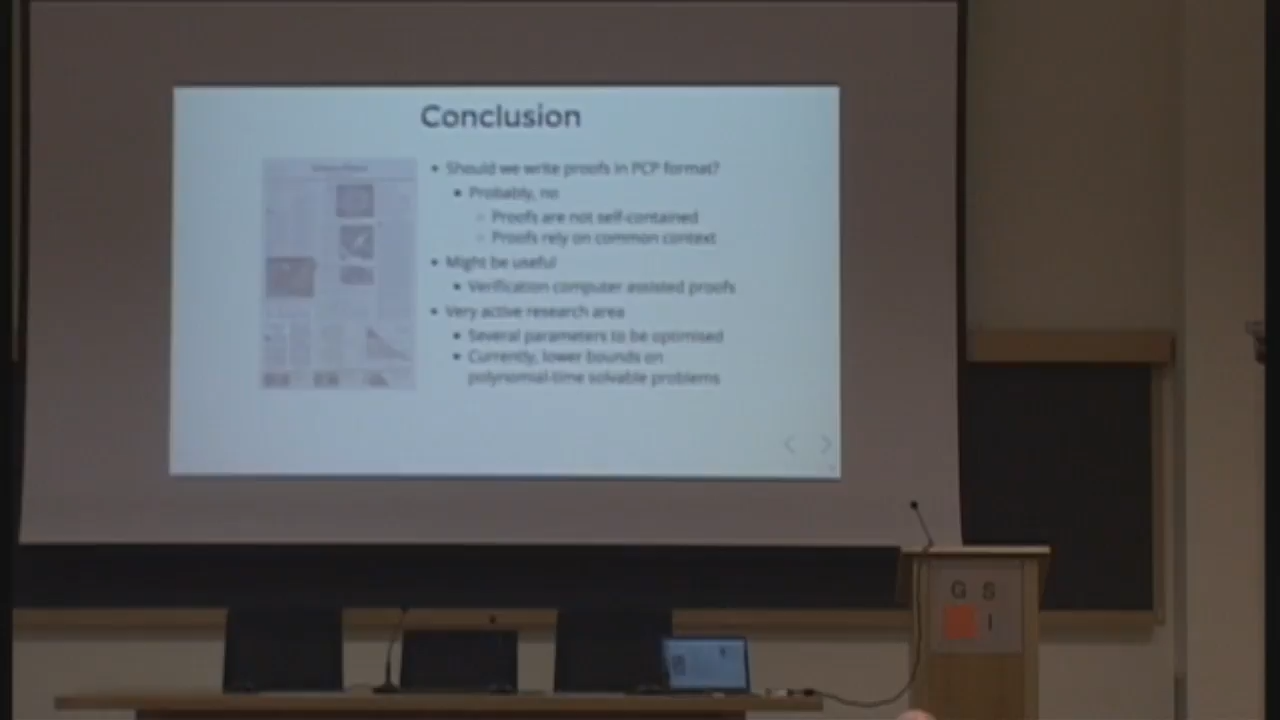 Conclusion
Should we write proofs in PCP format?
Probably, no
Proofs are not self-contained
Proofs rely on common context
Might be useful
Verification computer assisted proofs
Very active research area
Several parameters to be optimised
Currently, lower bounds on
polynomial-time solvable problems
G S
I